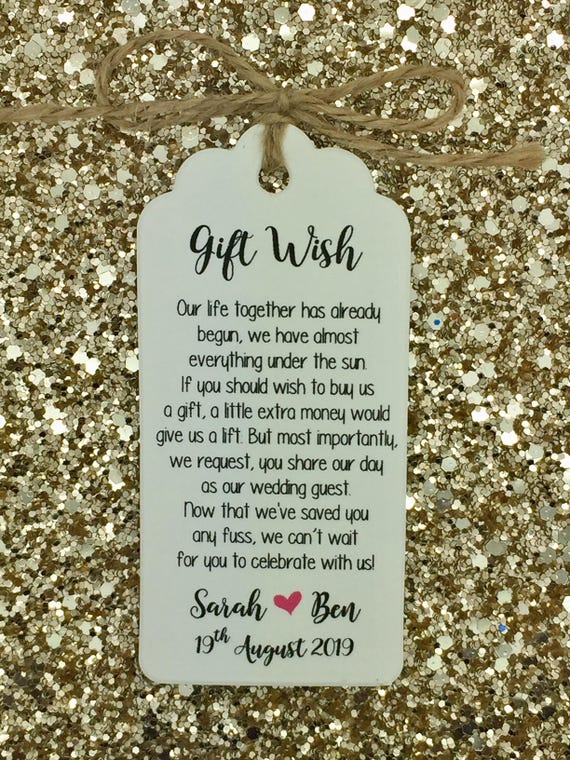 Gift Wish
Our life together has already
begun, we have almost
everything under the sun.
If you should wish to buy us
a gift, a little extra money would
give us a lift. But most importantly,
we request, you share our day
as our wedding guest.
Now that we've saved you
any fuss, we can't wait
for you to celebrate with us!
Sarah ♥ Ben
19th August 2019